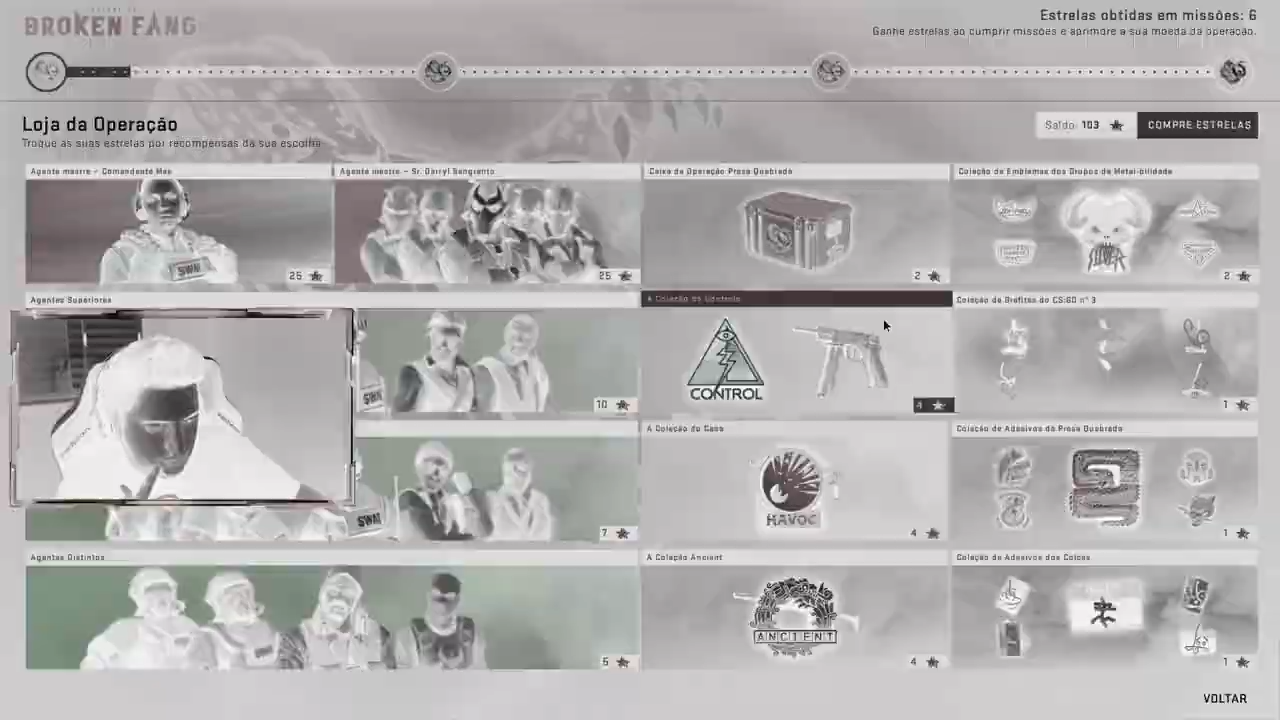 BROKEN FANG
Estrelas obtidas em missões: 6
Ganhe estrelas ao cumprir missões e aprimore a sua moeda da operação.
Loja da Operação
Troque as suas estrelas por recompensas da sua escolha
Saldo: 103
COMPRE ESTRELAS
Agente mestre - Comandante Mae
Agente mestre - Sr. Darryl Sangrento
Caixa da Operação Presa Quebrada
Coleção de Emblemas dos Grupos de Metal-bilidade
SWAT
25
25
2
2
Agentes Superiores
A Coleção do Controle
Coleção de Grafites do CS:GO nº 3
CONTROL
10
4
1
A Coleção do Caos
Coleção de Adesivos da Presa Quebrada
HAVOC
SWAT
7
4
1
Agentes Distintos
A Coleção Ancient
Coleção de Adesivos dos Coices
ANCIENT
5
4
1
VOLTAR